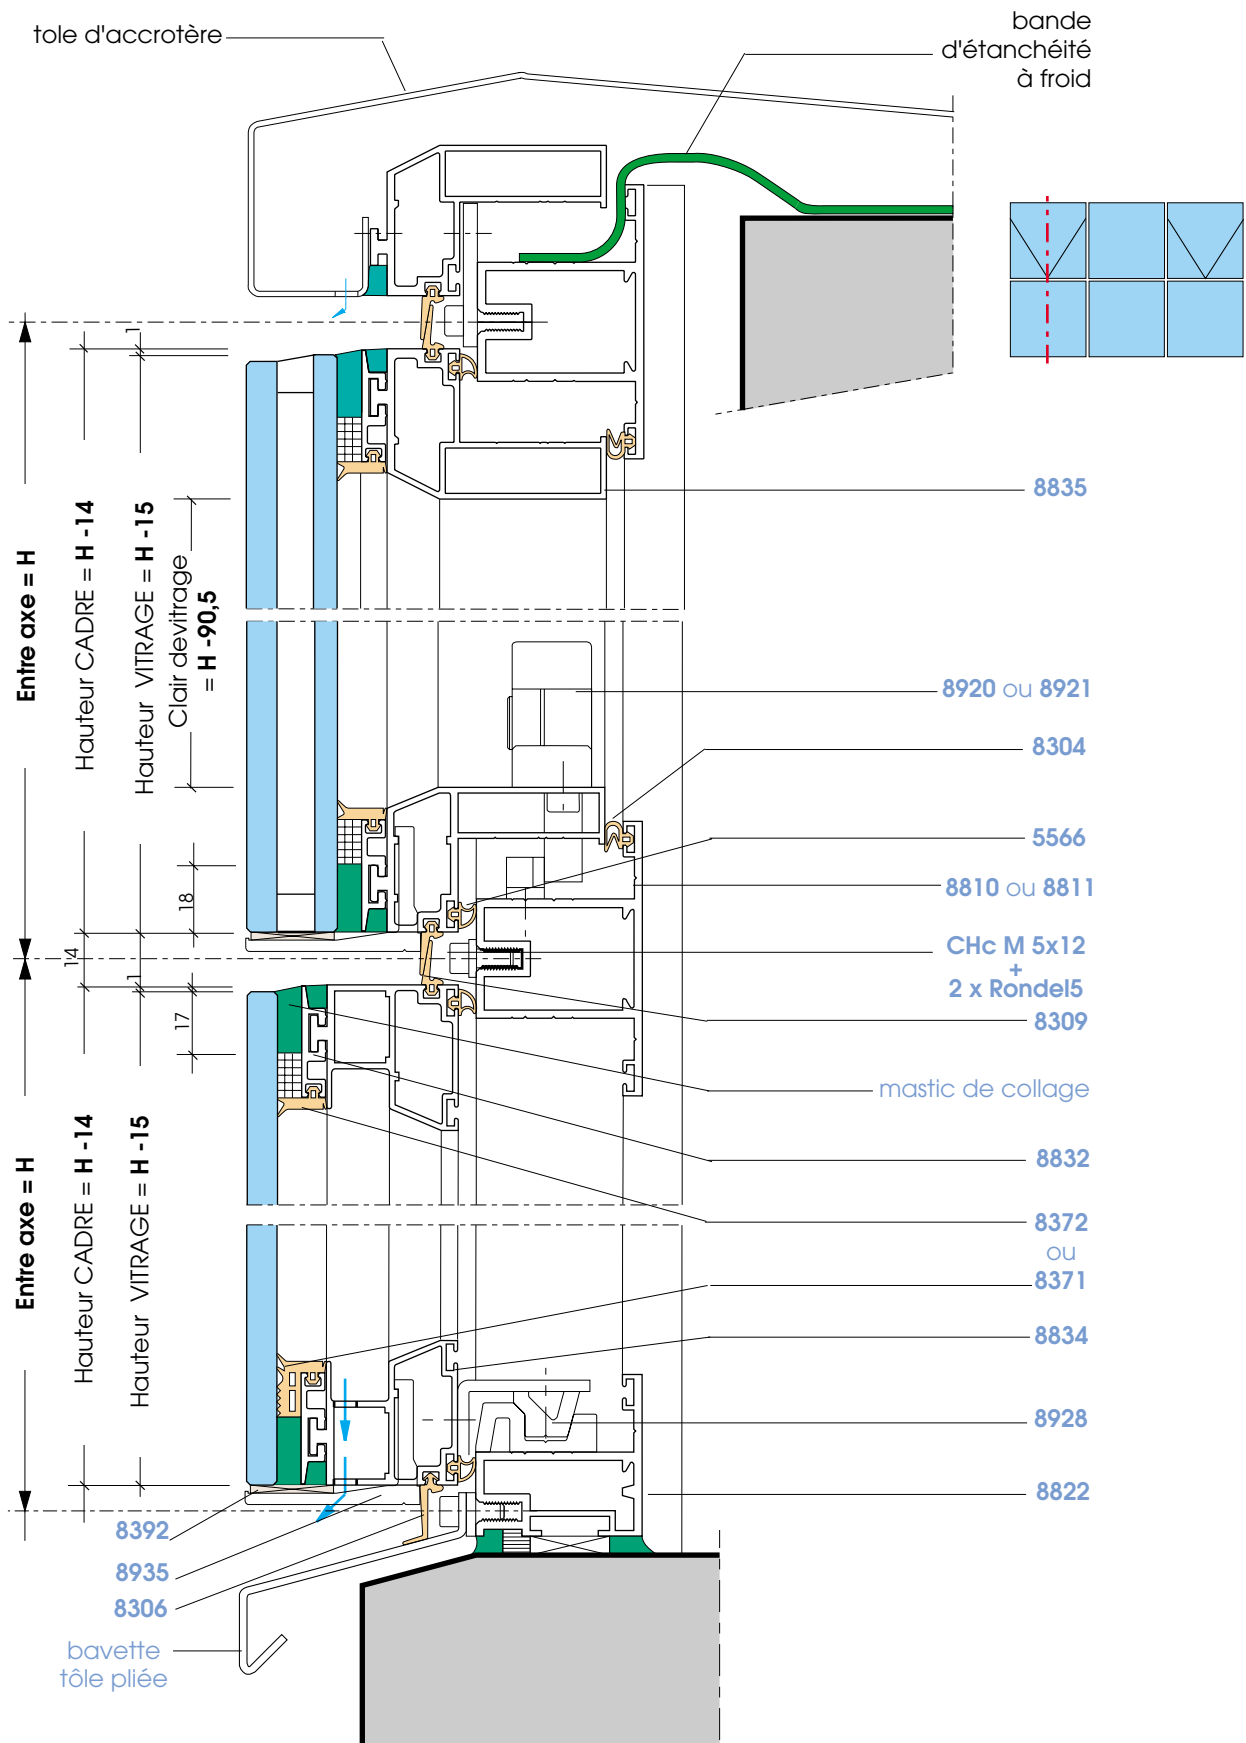 tole d'accrotère
bande
d'étanchéité
à froid
8835
8920 ou 8921
8304
5566
8810 ou 8811
CHc M 5x12
+
2 x Rondel5
8309
mastic de collage
8832
8372
ou
8371
8834
8928
8822
8392
8935
8306
bavette
tôle pliée
Entre axe = H
Hauteur CADRE = H -14
Hauteur VITRAGE = H -15
Clair devitrage
= H -90,5
1
18
14
1
17
Entre axe = H
Hauteur CADRE = H -14
Hauteur VITRAGE = H -15